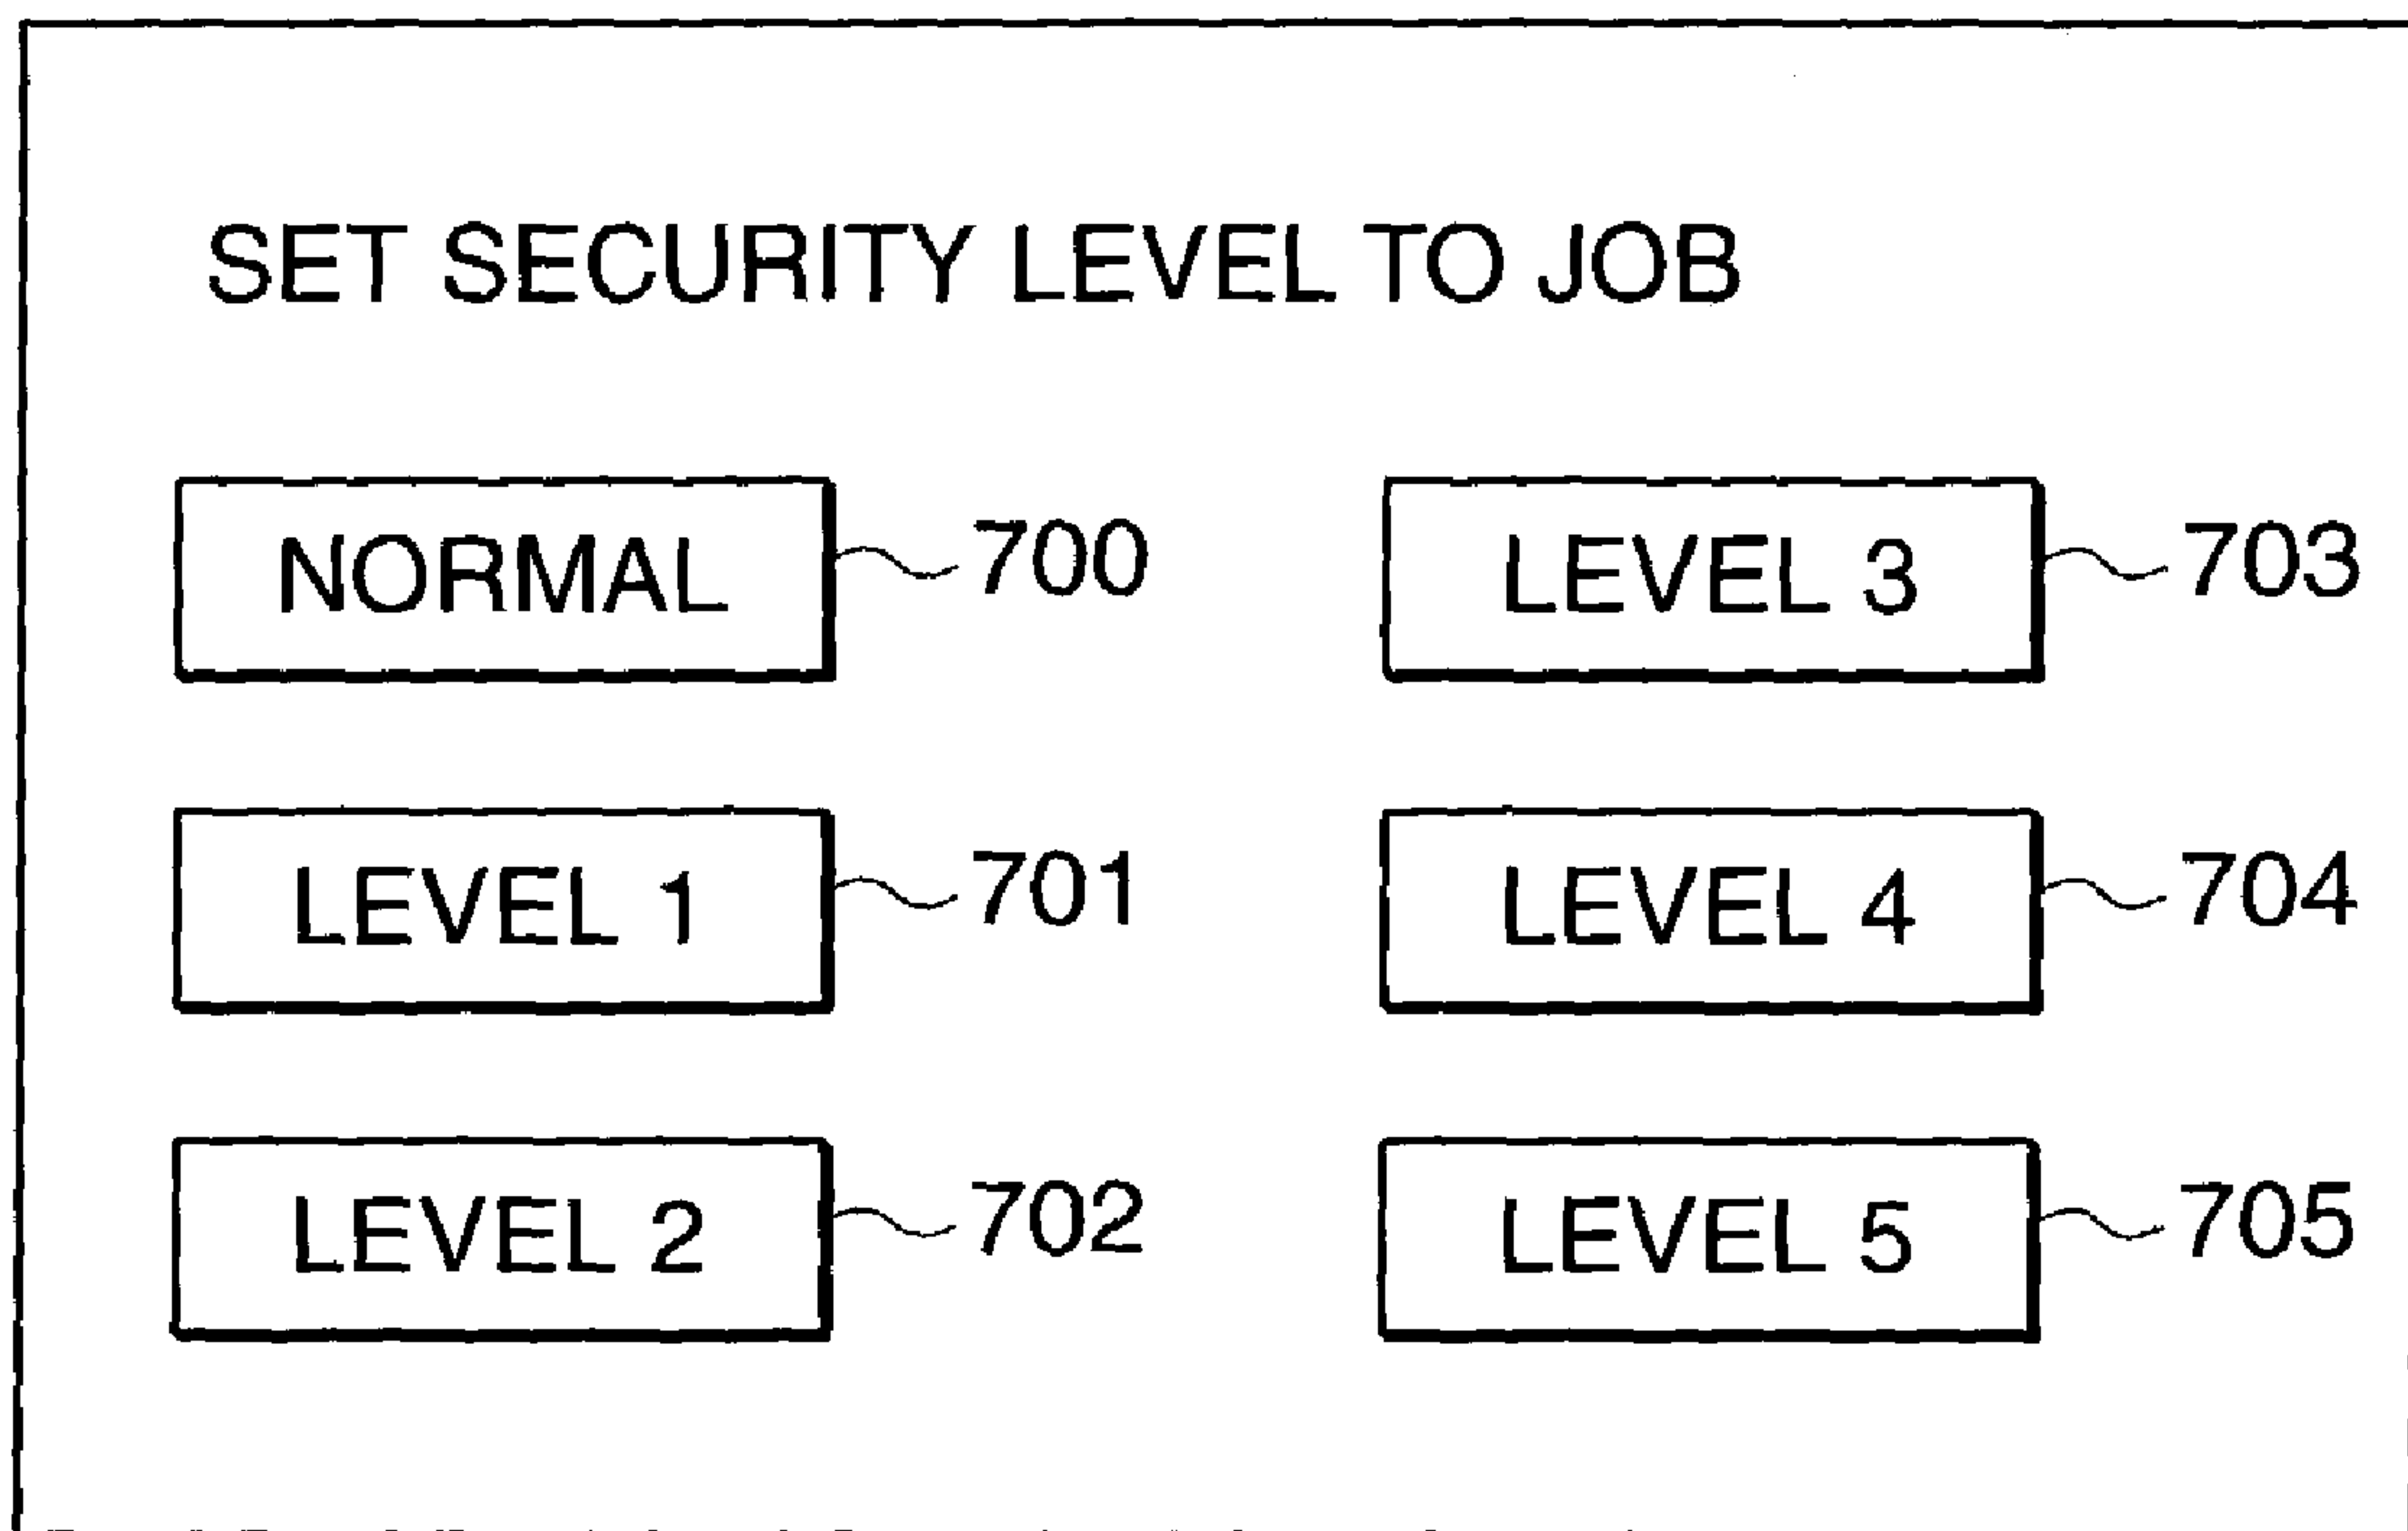 SET SECURITY LEVEL TO JOB
NORMAL 700
LEVEL 3 703
LEVEL 1 701
LEVEL 4 704
LEVEL 2 702
LEVEL 5 705